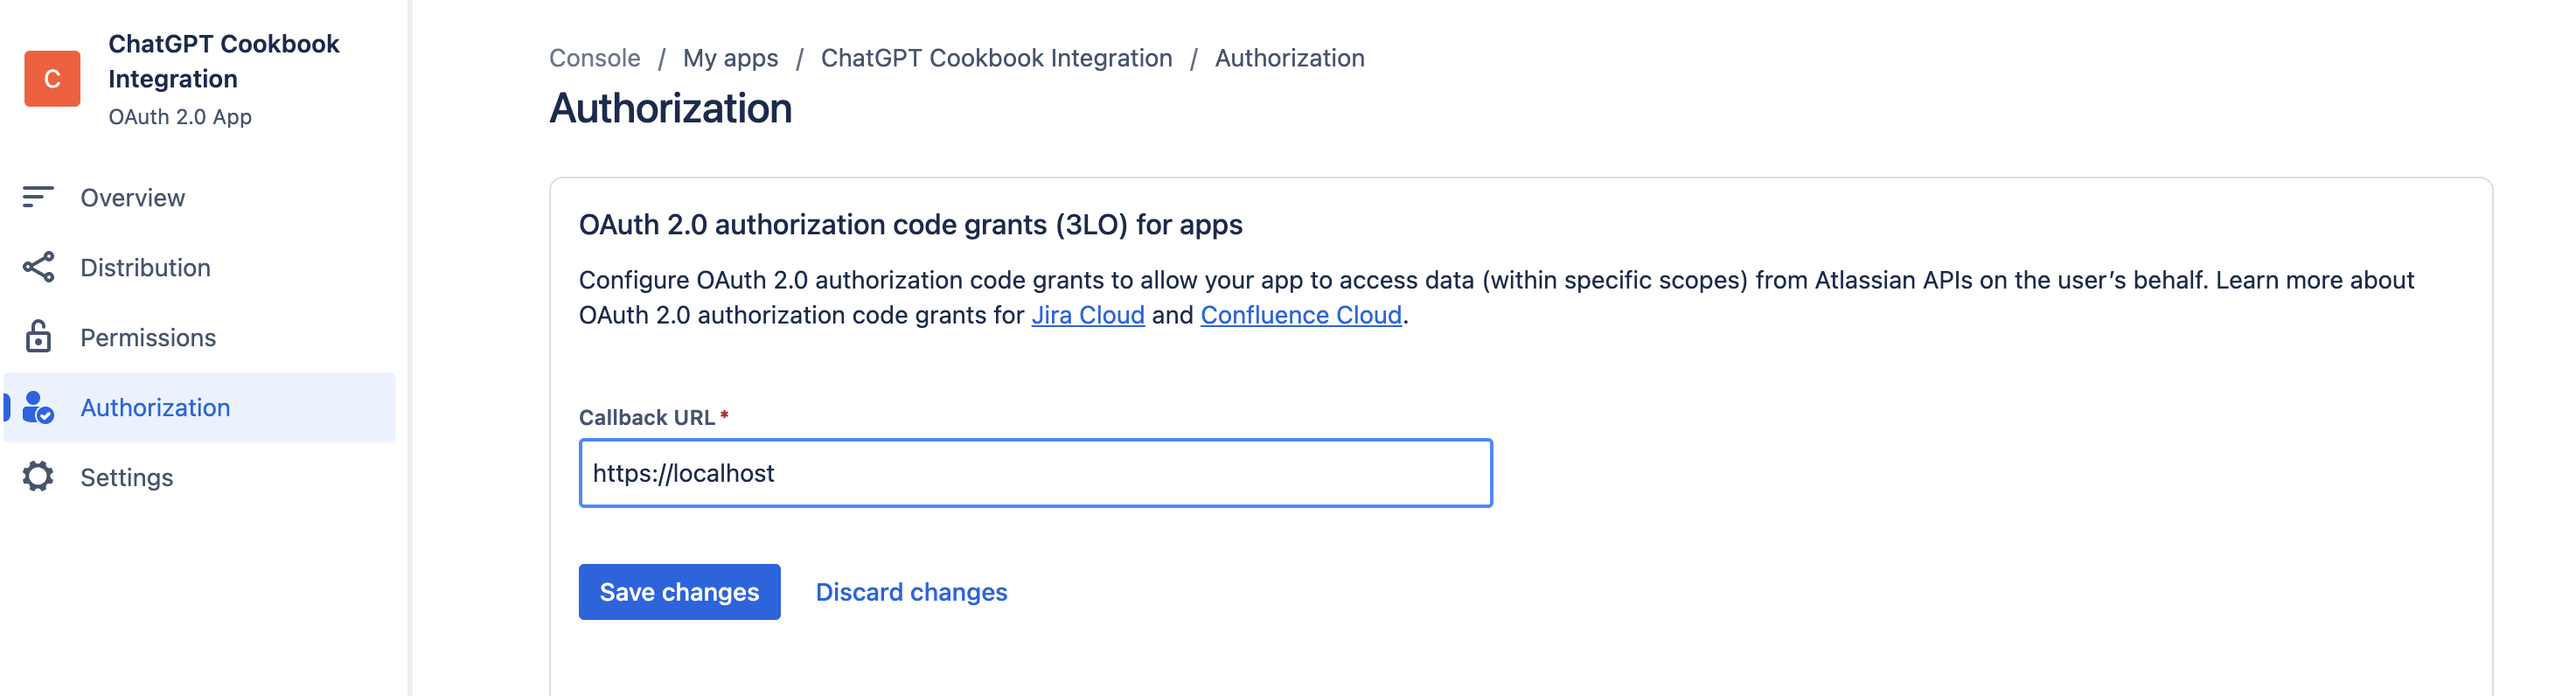 C
ChatGPT Cookbook
Integration
OAuth 2.0 App
Overview
Distribution
Permissions
Authorization
Settings
Console / My apps / ChatGPT Cookbook Integration / Authorization
Authorization
OAuth 2.0 authorization code grants (3LO) for apps
Configure OAuth 2.0 authorization code grants to allow your app to access data (within specific scopes) from Atlassian APIs on the user’s behalf. Learn more about
OAuth 2.0 authorization code grants for Jira Cloud and Confluence Cloud.
Callback URL *
https://localhost
Save changes Discard changes